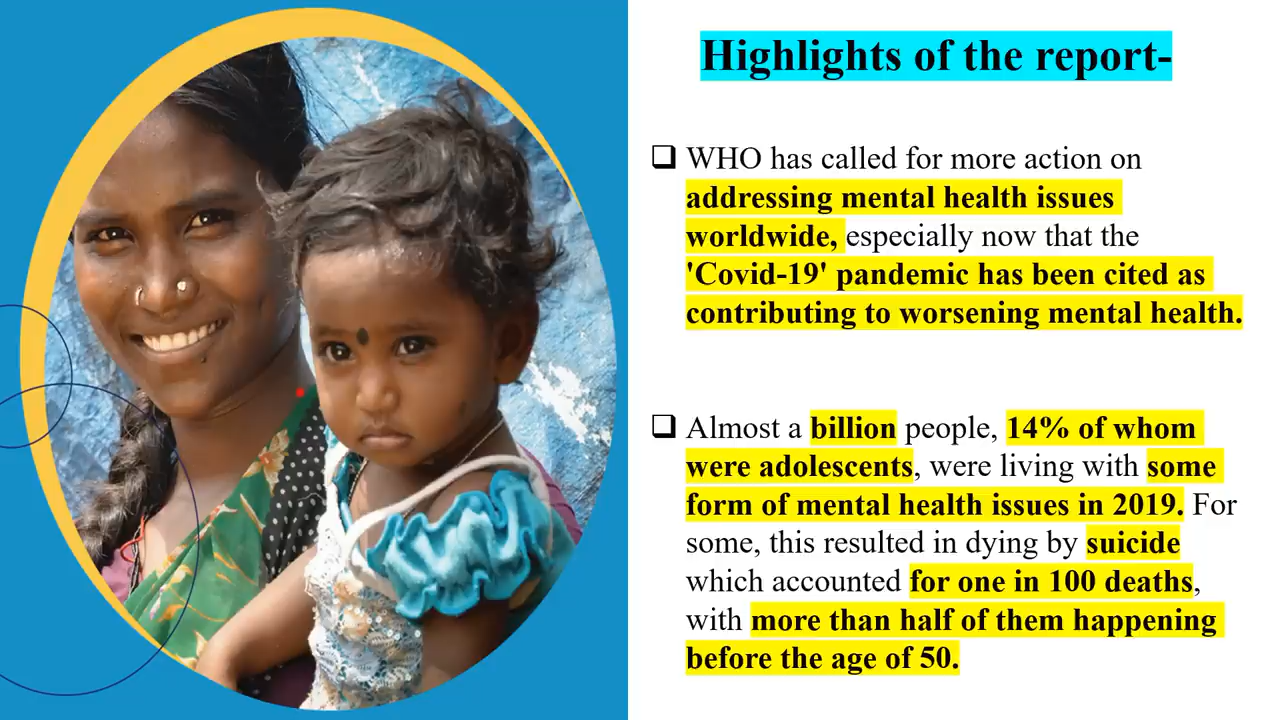 Highlights of the report-
❑ WHO has called for more action on
addressing mental health issues
worldwide, especially now that the
'Covid-19' pandemic has been cited as
contributing to worsening mental health.
❑ Almost a billion people, 14% of whom
were adolescents, were living with some
form of mental health issues in 2019. For
some, this resulted in dying by suicide
which accounted for one in 100 deaths,
with more than half of them happening
before the age of 50.